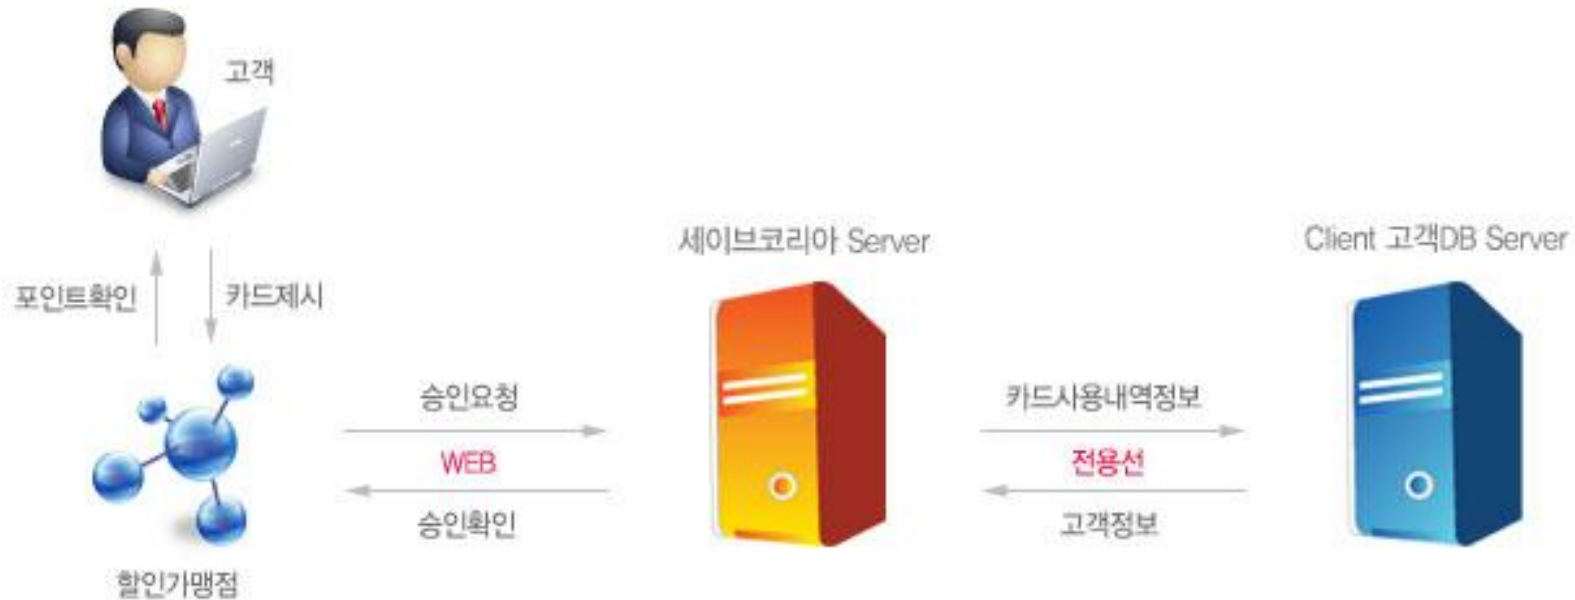 고객
세이브코리아 Server
Client 고객DB Server
포인트확인
카드제시
승인요청
카드사용내역정보
WEB
전용선
승인확인
고객정보
할인가맹점